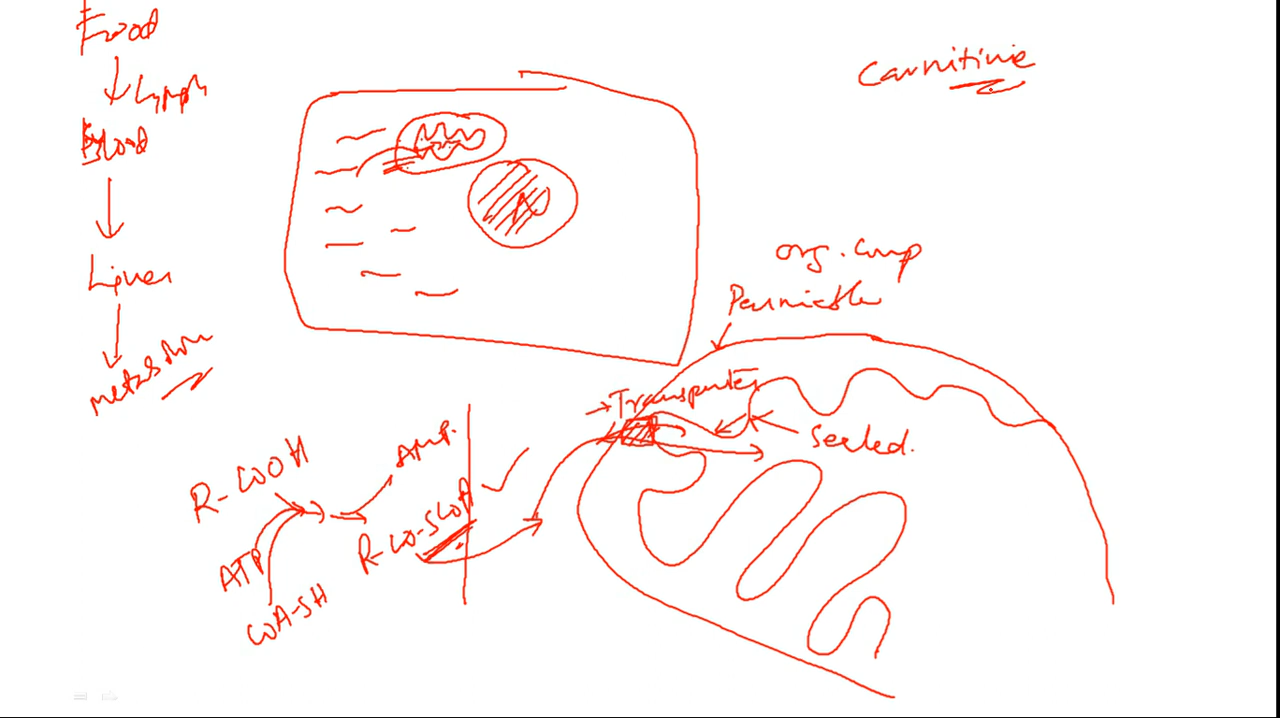 Food
Lymph
Blood
Liver
metabolism
Carnitine
N
org. comp
Permeable
Transporter
Sealed.
R-COOH
AMP.
ATP
COA-SH
R-CO-SCOA